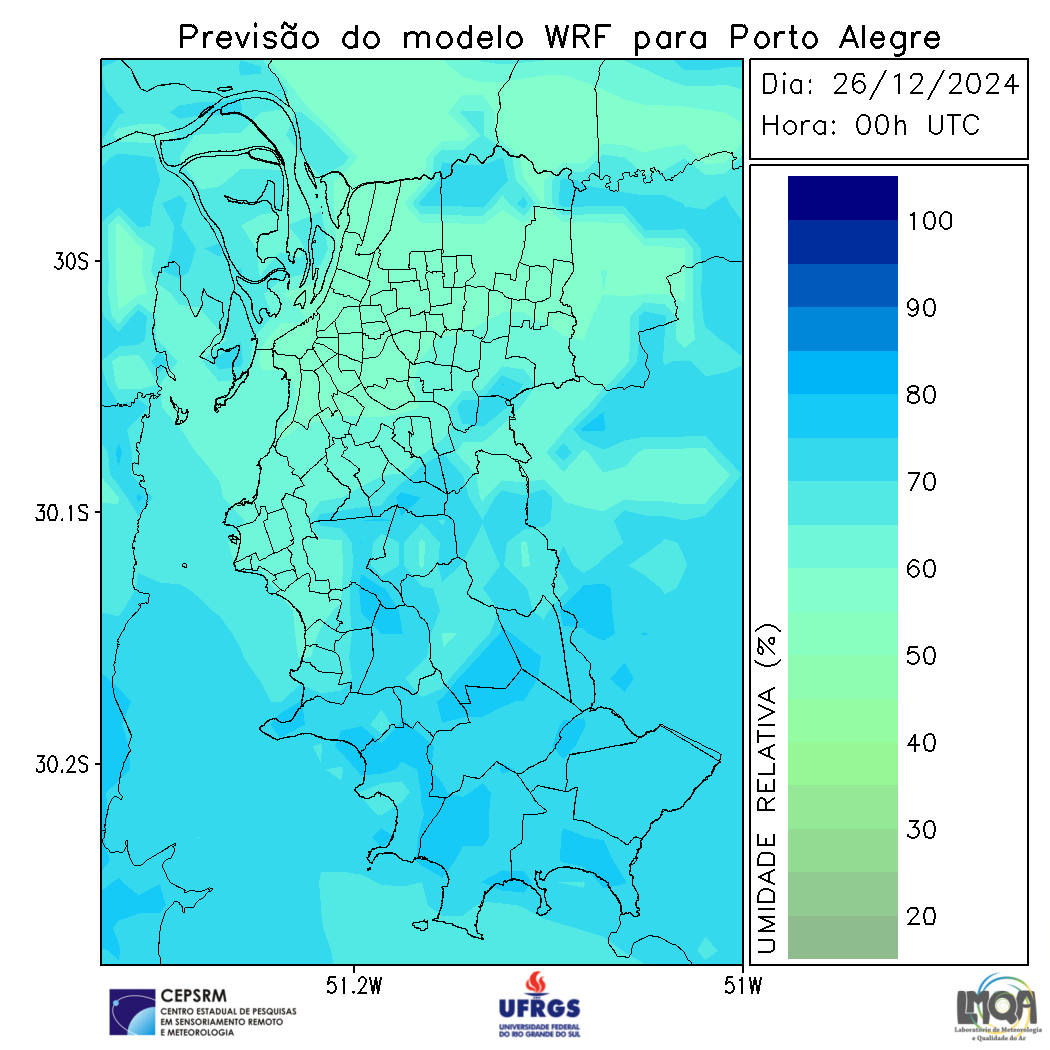 Previsão do modelo WRF para Porto Alegre
Dia: 26/12/2024
Hora: 00h UTC
100
90
80
70
60
50
40
30
20
UMIDADE RELATIVA (%)
30S
30.1S
30.2S
51.2W
51W
CEPSRM
CENTRO ESTADUAL DE PESQUISAS
EM SENSORIAMENTO REMOTO
E METEOROLOGIA
UFRGS
UNIVERSIDADE FEDERAL
DO RIO GRANDE DO SUL
LMQA
Laboratório de Meteorologia
e Qualidade do Ar